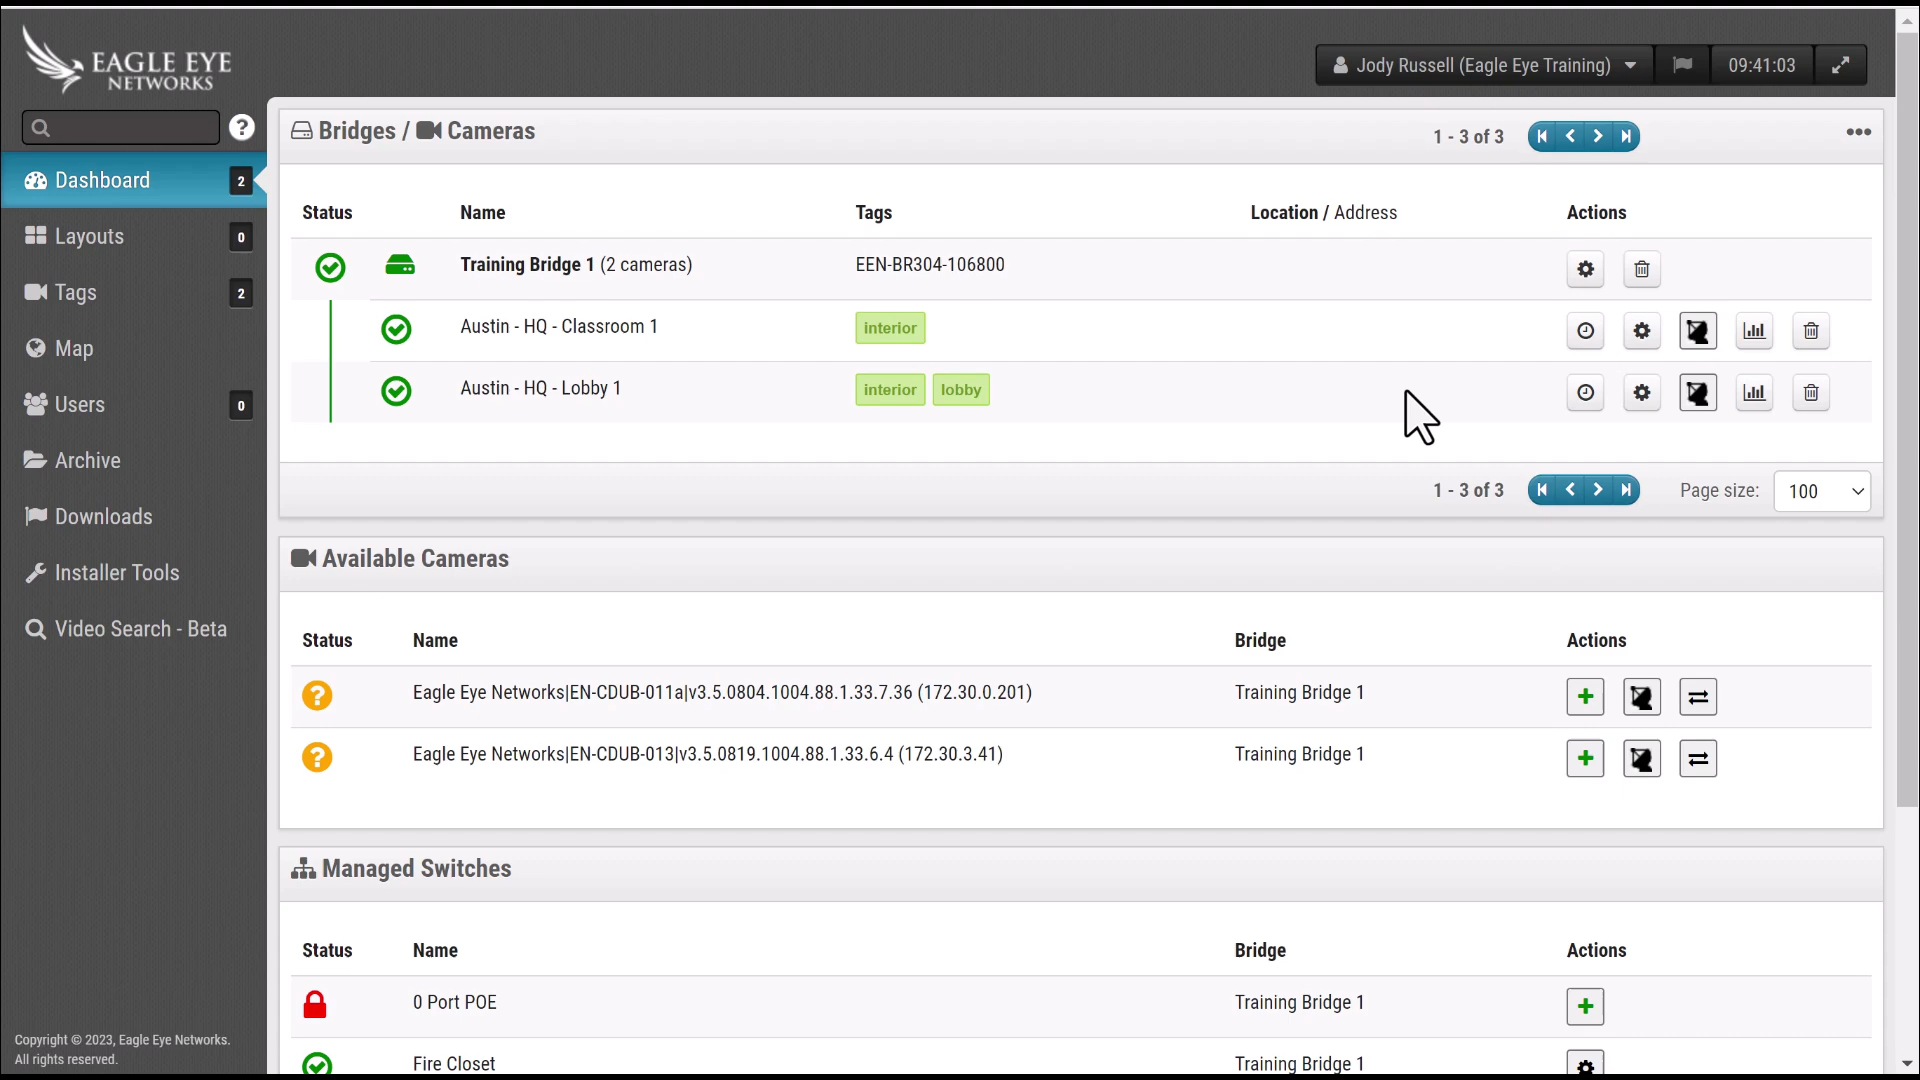 EAGLE EYE
NETWORKS
Jody Russell (Eagle Eye Training)
09:41:03
?
Dashboard 2
Layouts 0
Tags 2
Map
Users 0
Archive
Downloads
Installer Tools
Video Search - Beta
Copyright © 2023, Eagle Eye Networks.
All rights reserved.
Bridges / Cameras
1 - 3 of 3
Status Name Tags Location / Address Actions
Training Bridge 1 (2 cameras) EEN-BR304-106800
Austin - HQ - Classroom 1 interior
Austin - HQ - Lobby 1 interior lobby
1 - 3 of 3 Page size: 100
Available Cameras
Status Name Bridge Actions
? Eagle Eye Networks|EN-CDUB-011a|v3.5.0804.1004.88.1.33.7.36 (172.30.0.201) Training Bridge 1
? Eagle Eye Networks|EN-CDUB-013|v3.5.0819.1004.88.1.33.6.4 (172.30.3.41) Training Bridge 1
Managed Switches
Status Name Bridge Actions
0 Port POE Training Bridge 1
Fire Closet Training Bridge 1